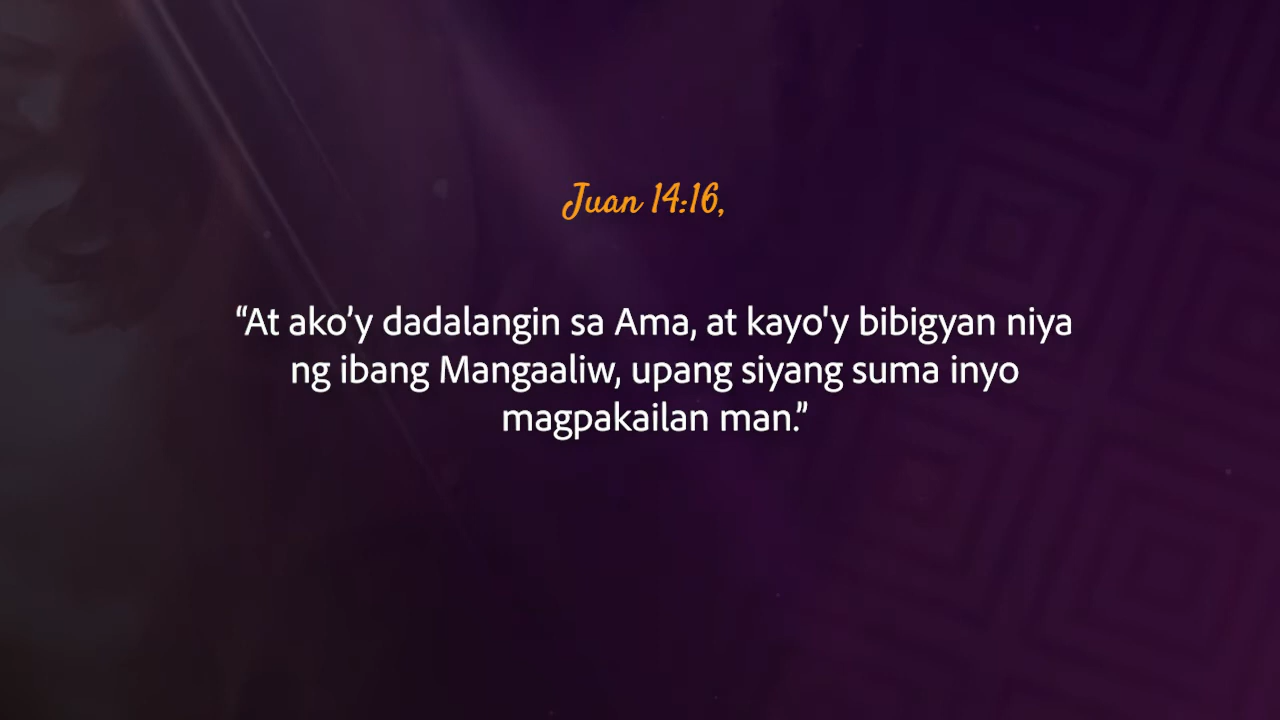 Juan 14:16,
“At ako’y dadalangin sa Ama, at kayo'y bibigyan niya
ng ibang Mangaaliw, upang siyang suma inyo
magpakailan man.”